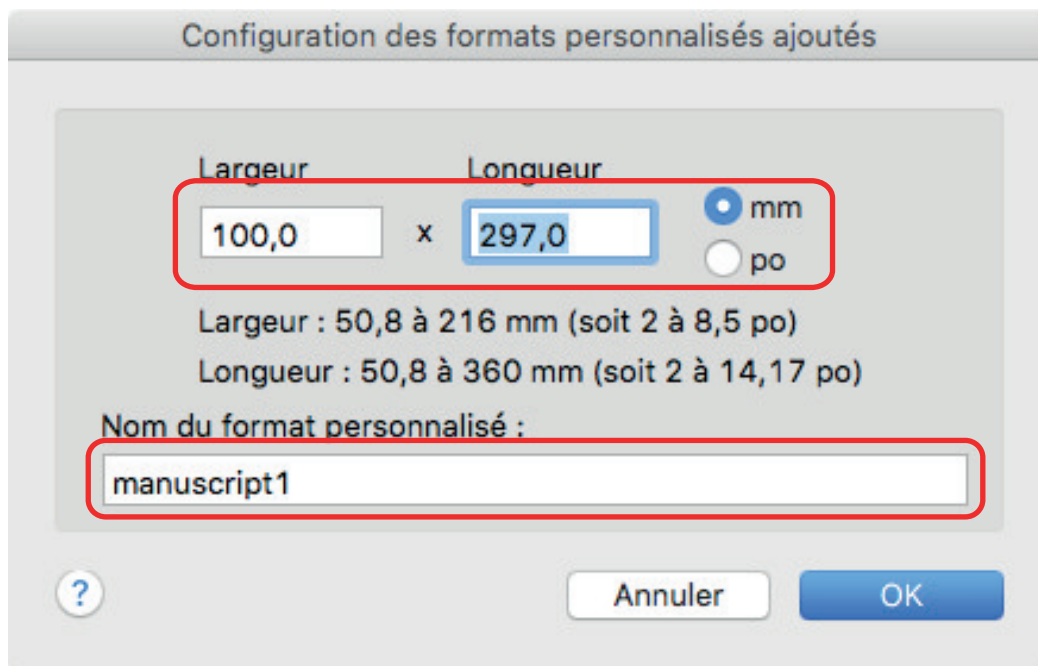 Configuration des formats personnalisés ajoutés
Largeur Longueur
100,0 x 297,0 mm
po
Largeur : 50,8 à 216 mm (soit 2 à 8,5 po)
Longueur : 50,8 à 360 mm (soit 2 à 14,17 po)
Nom du format personnalisé :
manuscript1
? Annuler OK